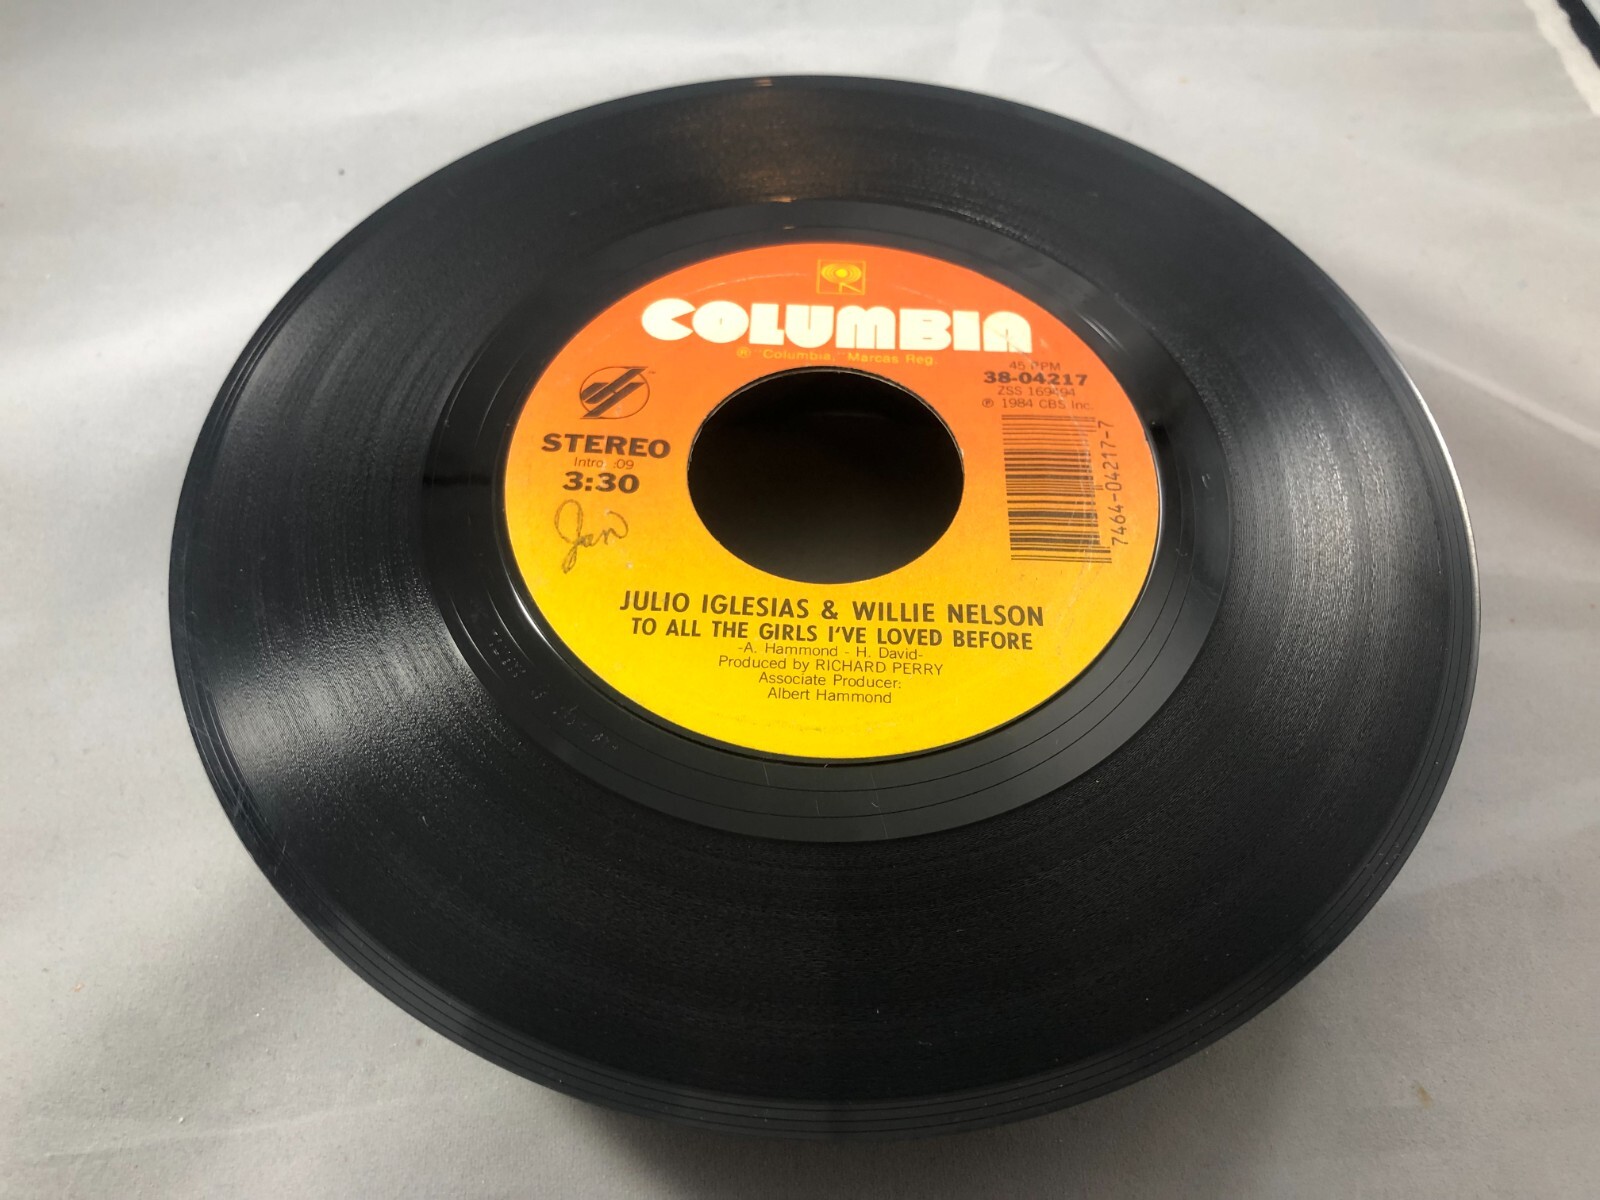 COLUMBIA
® "Columbia," Marcas Reg.
45 RPM
38-04217
ZSS 169494
℗ 1984 CBS Inc.
STEREO
Intro :09
3:30
Jan
7464-04217-7
JULIO IGLESIAS & WILLIE NELSON
TO ALL THE GIRLS I'VE LOVED BEFORE
-A. Hammond - H. David-
Produced by RICHARD PERRY
Associate Producer:
Albert Hammond